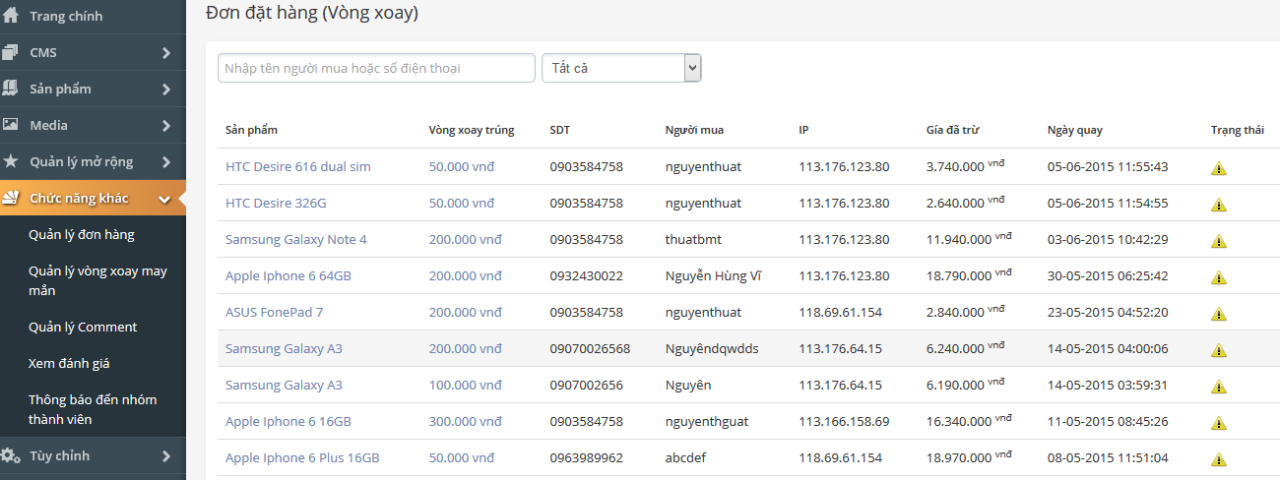 Trang chính
CMS
Sản phẩm
Media
Quản lý mở rộng
Chức năng khác
Quản lý đơn hàng
Quản lý vòng xoay may
mắn
Quản lý Comment
Xem đánh giá
Thông báo đến nhóm
thành viên
Tùy chỉnh
Đơn đặt hàng (Vòng xoay)
Nhập tên người mua hoặc số điện thoại Tất cả
Sản phẩm Vòng xoay trúng SDT Người mua IP Gía đã trừ Ngày quay Trạng thái
HTC Desire 616 dual sim 50.000 vnđ 0903584758 nguyenthuat 113.176.123.80 3.740.000 vnđ 05-06-2015 11:55:43
HTC Desire 326G 50.000 vnđ 0903584758 nguyenthuat 113.176.123.80 2.640.000 vnđ 05-06-2015 11:54:55
Samsung Galaxy Note 4 200.000 vnđ 0903584758 thuatbmt 113.176.123.80 11.940.000 vnđ 03-06-2015 10:42:29
Apple Iphone 6 64GB 200.000 vnđ 0932430022 Nguyễn Hùng Vĩ 113.176.123.80 18.790.000 vnđ 30-05-2015 06:25:42
ASUS FonePad 7 200.000 vnđ 0903584758 nguyenthuat 118.69.61.154 2.840.000 vnđ 23-05-2015 04:52:20
Samsung Galaxy A3 200.000 vnđ 09070026568 Nguyêndqwdds 113.176.64.15 6.240.000 vnđ 14-05-2015 04:00:06
Samsung Galaxy A3 100.000 vnđ 0907002656 Nguyên 113.176.64.15 6.190.000 vnđ 14-05-2015 03:59:31
Apple Iphone 6 16GB 300.000 vnđ 0903584758 nguyenthguat 113.166.158.69 16.340.000 vnđ 11-05-2015 08:45:26
Apple Iphone 6 Plus 16GB 50.000 vnđ 0963989962 abcdef 118.69.61.154 18.970.000 vnđ 08-05-2015 11:51:04